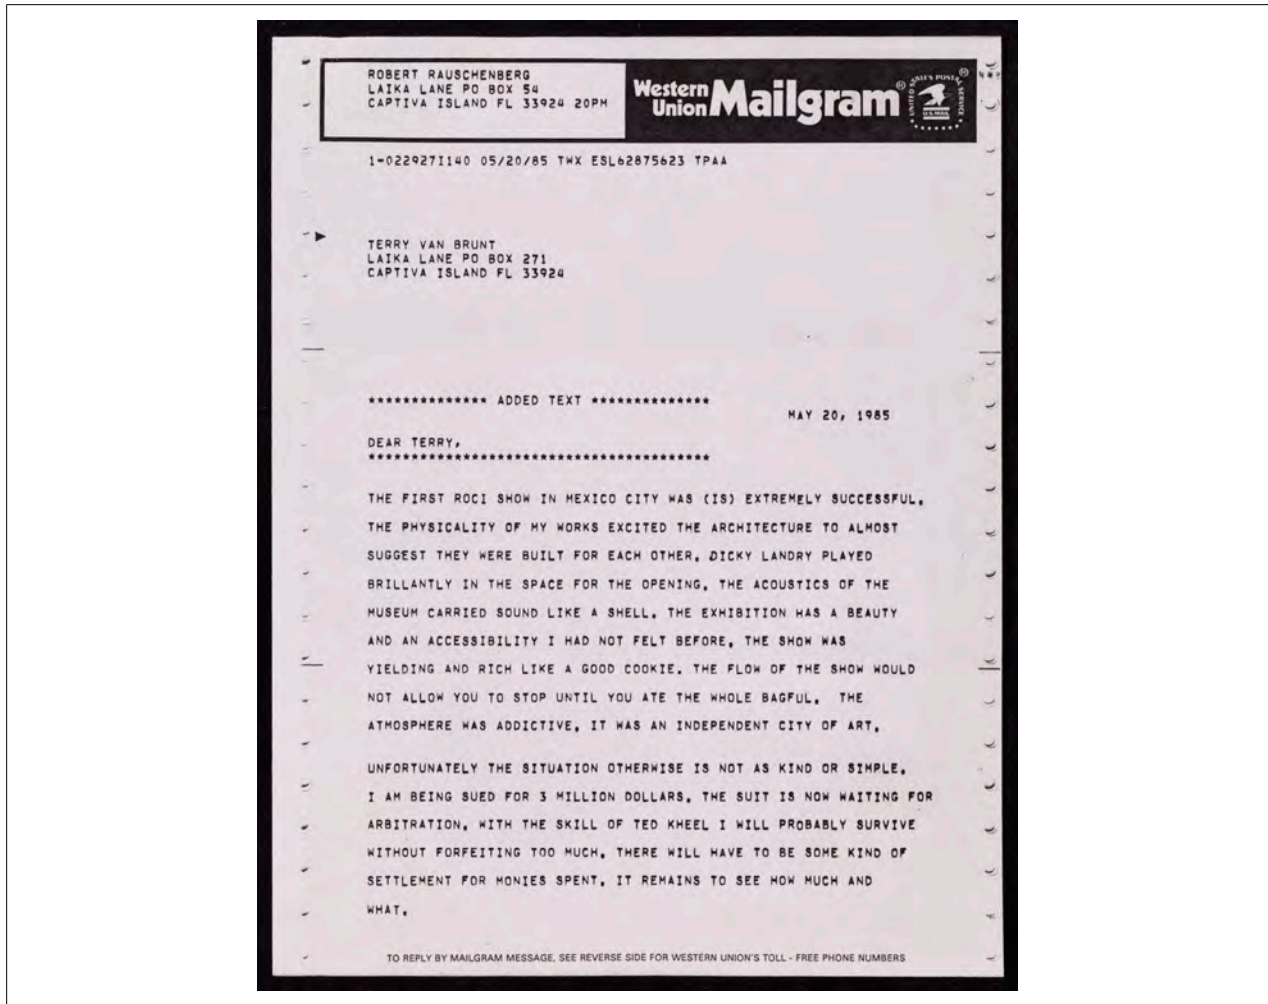 ROBERT RAUSCHENBERG
LAIKA LANE PO BOX 54
CAPTIVA ISLAND FL 33924 20PM
Western
Union Mailgram®
UNITED STATES POSTAL SERVICE
U.S. MAIL
®
1-0229271140 05/20/85 TWX ESL62875623 TPAA
TERRY VAN BRUNT
LAIKA LANE PO BOX 271
CAPTIVA ISLAND FL 33924
************** ADDED TEXT **************
MAY 20, 1985
DEAR TERRY,
*****************************************
THE FIRST ROCI SHOW IN MEXICO CITY WAS (IS) EXTREMELY SUCCESSFUL.
THE PHYSICALITY OF MY WORKS EXCITED THE ARCHITECTURE TO ALMOST
SUGGEST THEY WERE BUILT FOR EACH OTHER. DICKY LANDRY PLAYED
BRILLANTLY IN THE SPACE FOR THE OPENING. THE ACOUSTICS OF THE
MUSEUM CARRIED SOUND LIKE A SHELL. THE EXHIBITION HAS A BEAUTY
AND AN ACCESSIBILITY I HAD NOT FELT BEFORE. THE SHOW WAS
YIELDING AND RICH LIKE A GOOD COOKIE. THE FLOW OF THE SHOW WOULD
NOT ALLOW YOU TO STOP UNTIL YOU ATE THE WHOLE BAGFUL. THE
ATMOSPHERE WAS ADDICTIVE. IT WAS AN INDEPENDENT CITY OF ART.
UNFORTUNATELY THE SITUATION OTHERWISE IS NOT AS KIND OR SIMPLE.
I AM BEING SUED FOR 3 MILLION DOLLARS. THE SUIT IS NOW WAITING FOR
ARBITRATION. WITH THE SKILL OF TED KHEEL I WILL PROBABLY SURVIVE
WITHOUT FORFEITING TOO MUCH. THERE WILL HAVE TO BE SOME KIND OF
SETTLEMENT FOR MONIES SPENT. IT REMAINS TO SEE HOW MUCH AND
WHAT.
TO REPLY BY MAILGRAM MESSAGE, SEE REVERSE SIDE FOR WESTERN UNION'S TOLL - FREE PHONE NUMBERS